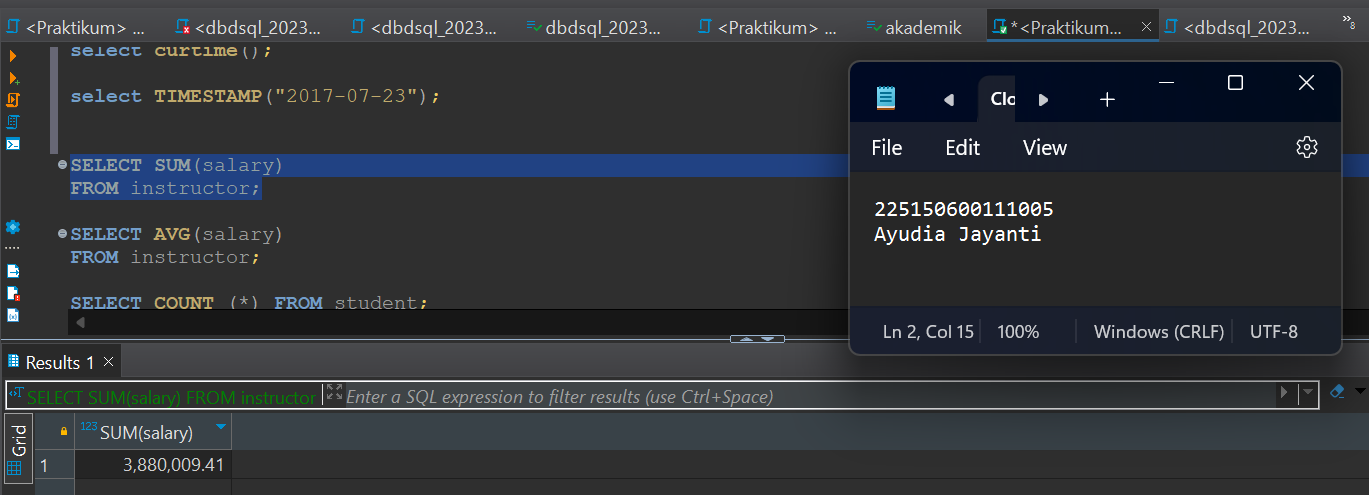 <Praktikum> ... <dbdsql_2023... <dbdsql_2023... dbdsql_2023... <Praktikum> ... akademik *<Praktikum... <dbdsql_2023... »8
select curtime();
select TIMESTAMP("2017-07-23");
SELECT SUM(salary)
FROM instructor;
SELECT AVG(salary)
FROM instructor;
SELECT COUNT (*) FROM student;
Clo
File Edit View
225150600111005
Ayudia Jayanti
Ln 2, Col 15 100% Windows (CRLF) UTF-8
Results 1
SELECT SUM(salary) FROM instructor Enter a SQL expression to filter results (use Ctrl+Space)
Grid
123 SUM(salary)
1 3,880,009.41